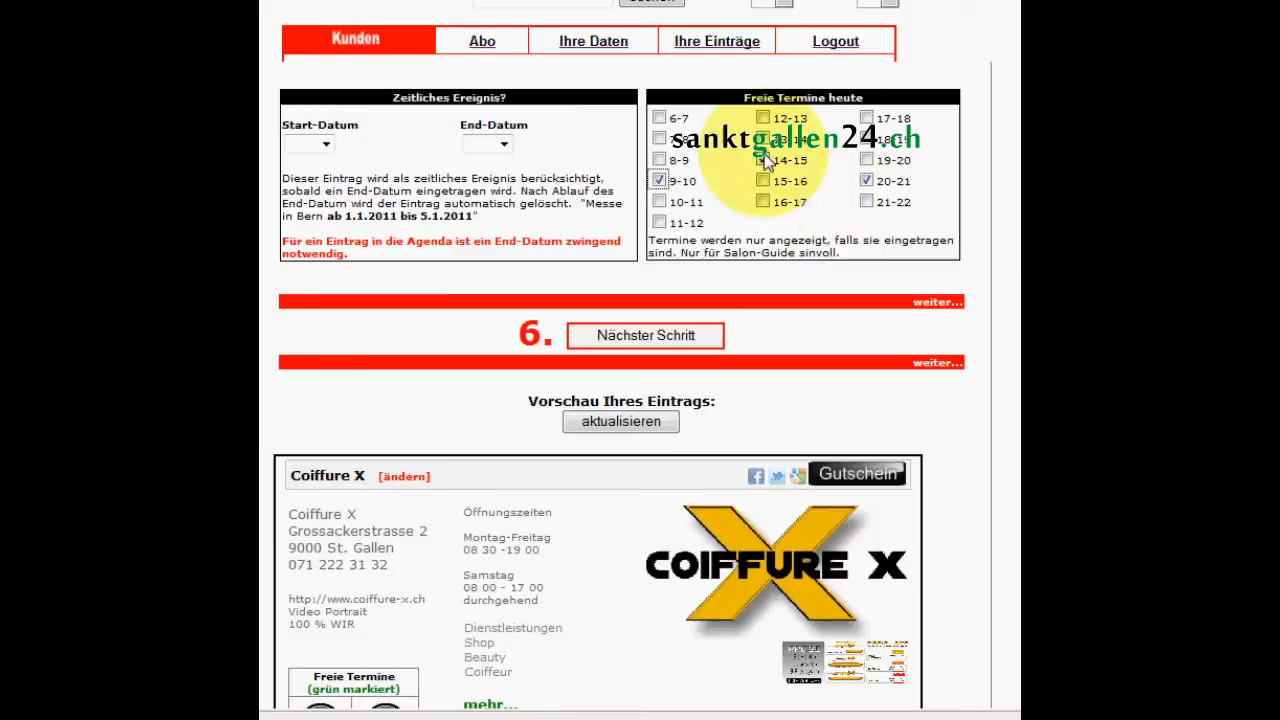 Kunden Abo Ihre Daten Ihre Einträge Logout
Zeitliches Ereignis?
Start-Datum End-Datum
Dieser Eintrag wird als zeitliches Ereignis berücksichtigt,
sobald ein End-Datum eingetragen wird. Nach Ablauf des
End-Datum wird der Eintrag automatisch gelöscht. "Messe
in Bern ab 1.1.2011 bis 5.1.2011"
Für ein Eintrag in die Agenda ist ein End-Datum zwingend
notwendig.
Freie Termine heute
6-7 12-13 17-18
sanktgallen24.ch
8-9 14-15 19-20
9-10 15-16 20-21
10-11 16-17 21-22
11-12
Termine werden nur angezeigt, falls sie eingetragen
sind. Nur für Salon-Guide sinvoll.
weiter...
6. Nächster Schritt
weiter...
Vorschau Ihres Eintrags:
aktualisieren
Coiffure X [ändern] Gutschein
Coiffure X
Grossackerstrasse 2
9000 St. Gallen
071 222 31 32
http://www.coiffure-x.ch
Video Portrait
100 % WIR
Freie Termine
(grün markiert)
Öffnungszeiten
Montag-Freitag
08 30 -19 00
Samstag
08 00 - 17 00
durchgehend
Dienstleistungen
Shop
Beauty
Coiffeur
mehr...
COIFFURE X